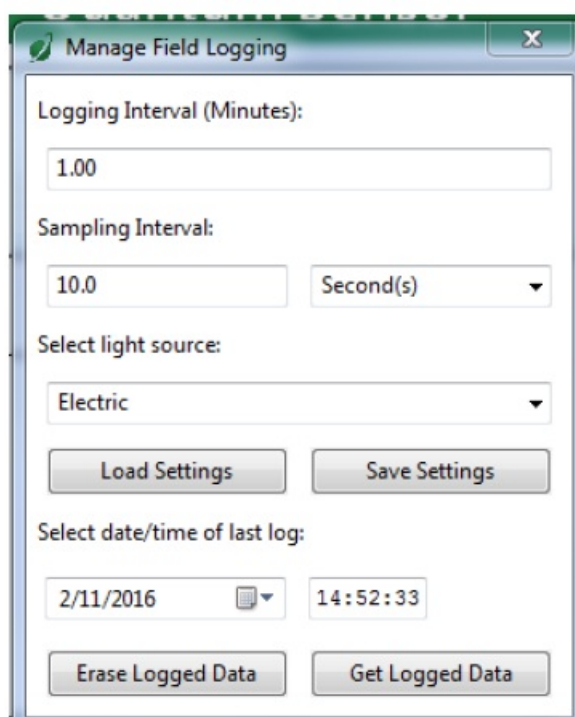 Manage Field Logging
X
Logging Interval (Minutes):
1.00
Sampling Interval:
10.0 Second(s)
Select light source:
Electric
Load Settings Save Settings
Select date/time of last log:
2/11/2016 14:52:33
Erase Logged Data Get Logged Data